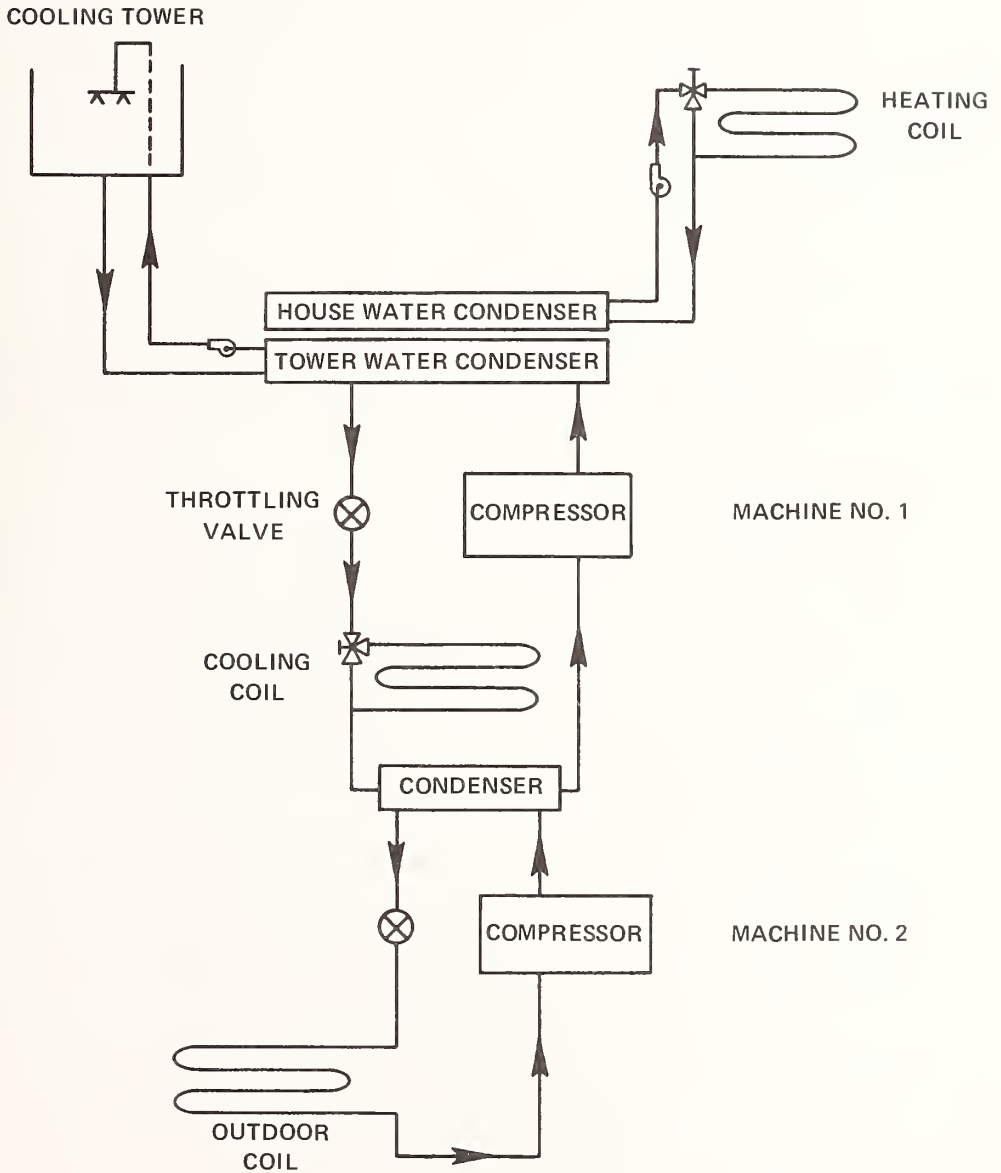 COOLING TOWER
HEATING
COIL
HOUSE WATER CONDENSER
TOWER WATER CONDENSER
THROTTLING
VALVE
COMPRESSOR
MACHINE NO. 1
COOLING
COIL
CONDENSER
COMPRESSOR
MACHINE NO. 2
OUTDOOR
COIL